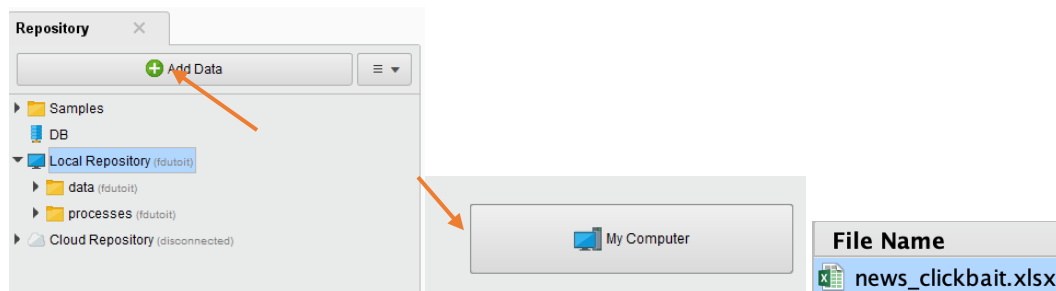 Repository
Add Data
Samples
DB
Local Repository (fdutoit)
data (fdutoit)
processes (fdutoit)
Cloud Repository (disconnected)
My Computer
File Name
news_clickbait.xlsx